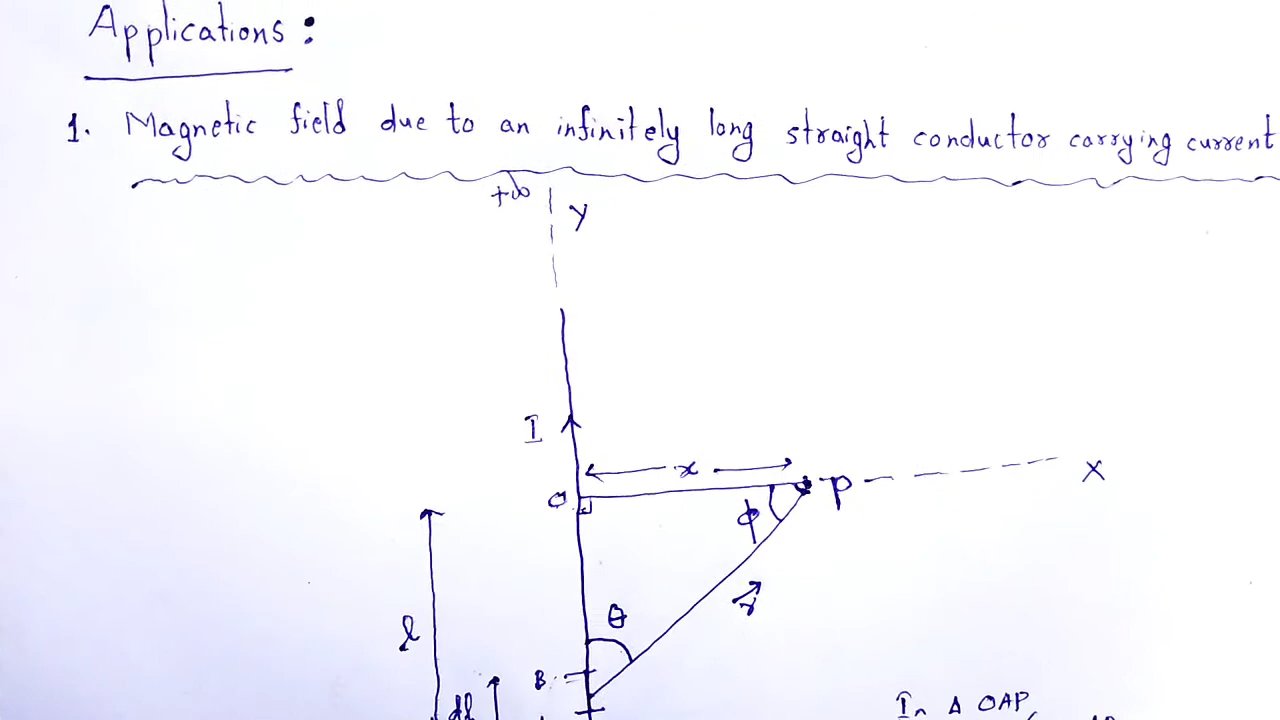 Applications :
1. Magnetic field due to an infinitely long straight conductor carrying current
+∞
y
I
x
O
P
X
ϕ
r
θ
l
B
dl
In Δ OAP,